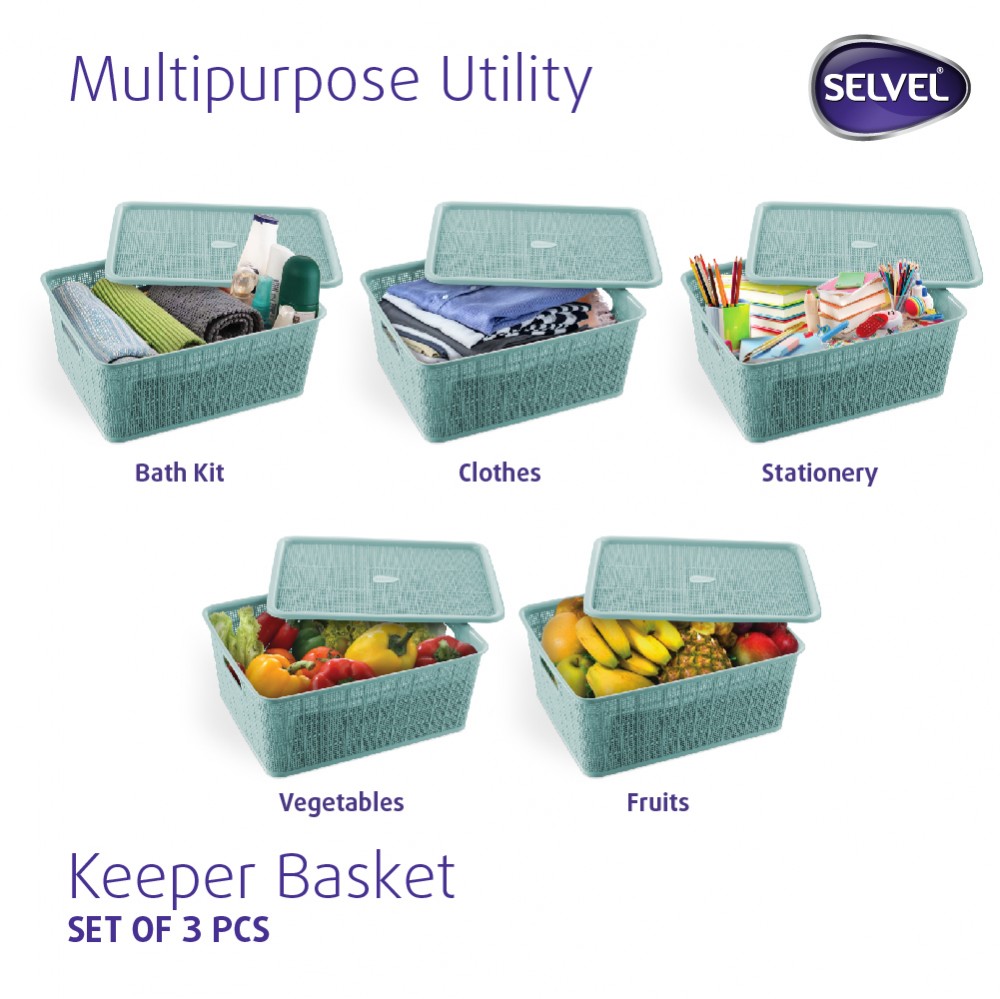 Multipurpose Utility
SELVEL®
Bath Kit
Clothes
Stationery
Vegetables
Fruits
Keeper Basket
SET OF 3 PCS